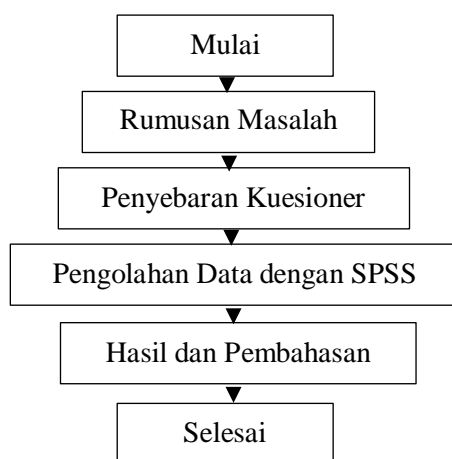 Mulai
Rumusan Masalah
Penyebaran Kuesioner
Pengolahan Data dengan SPSS
Hasil dan Pembahasan
Selesai